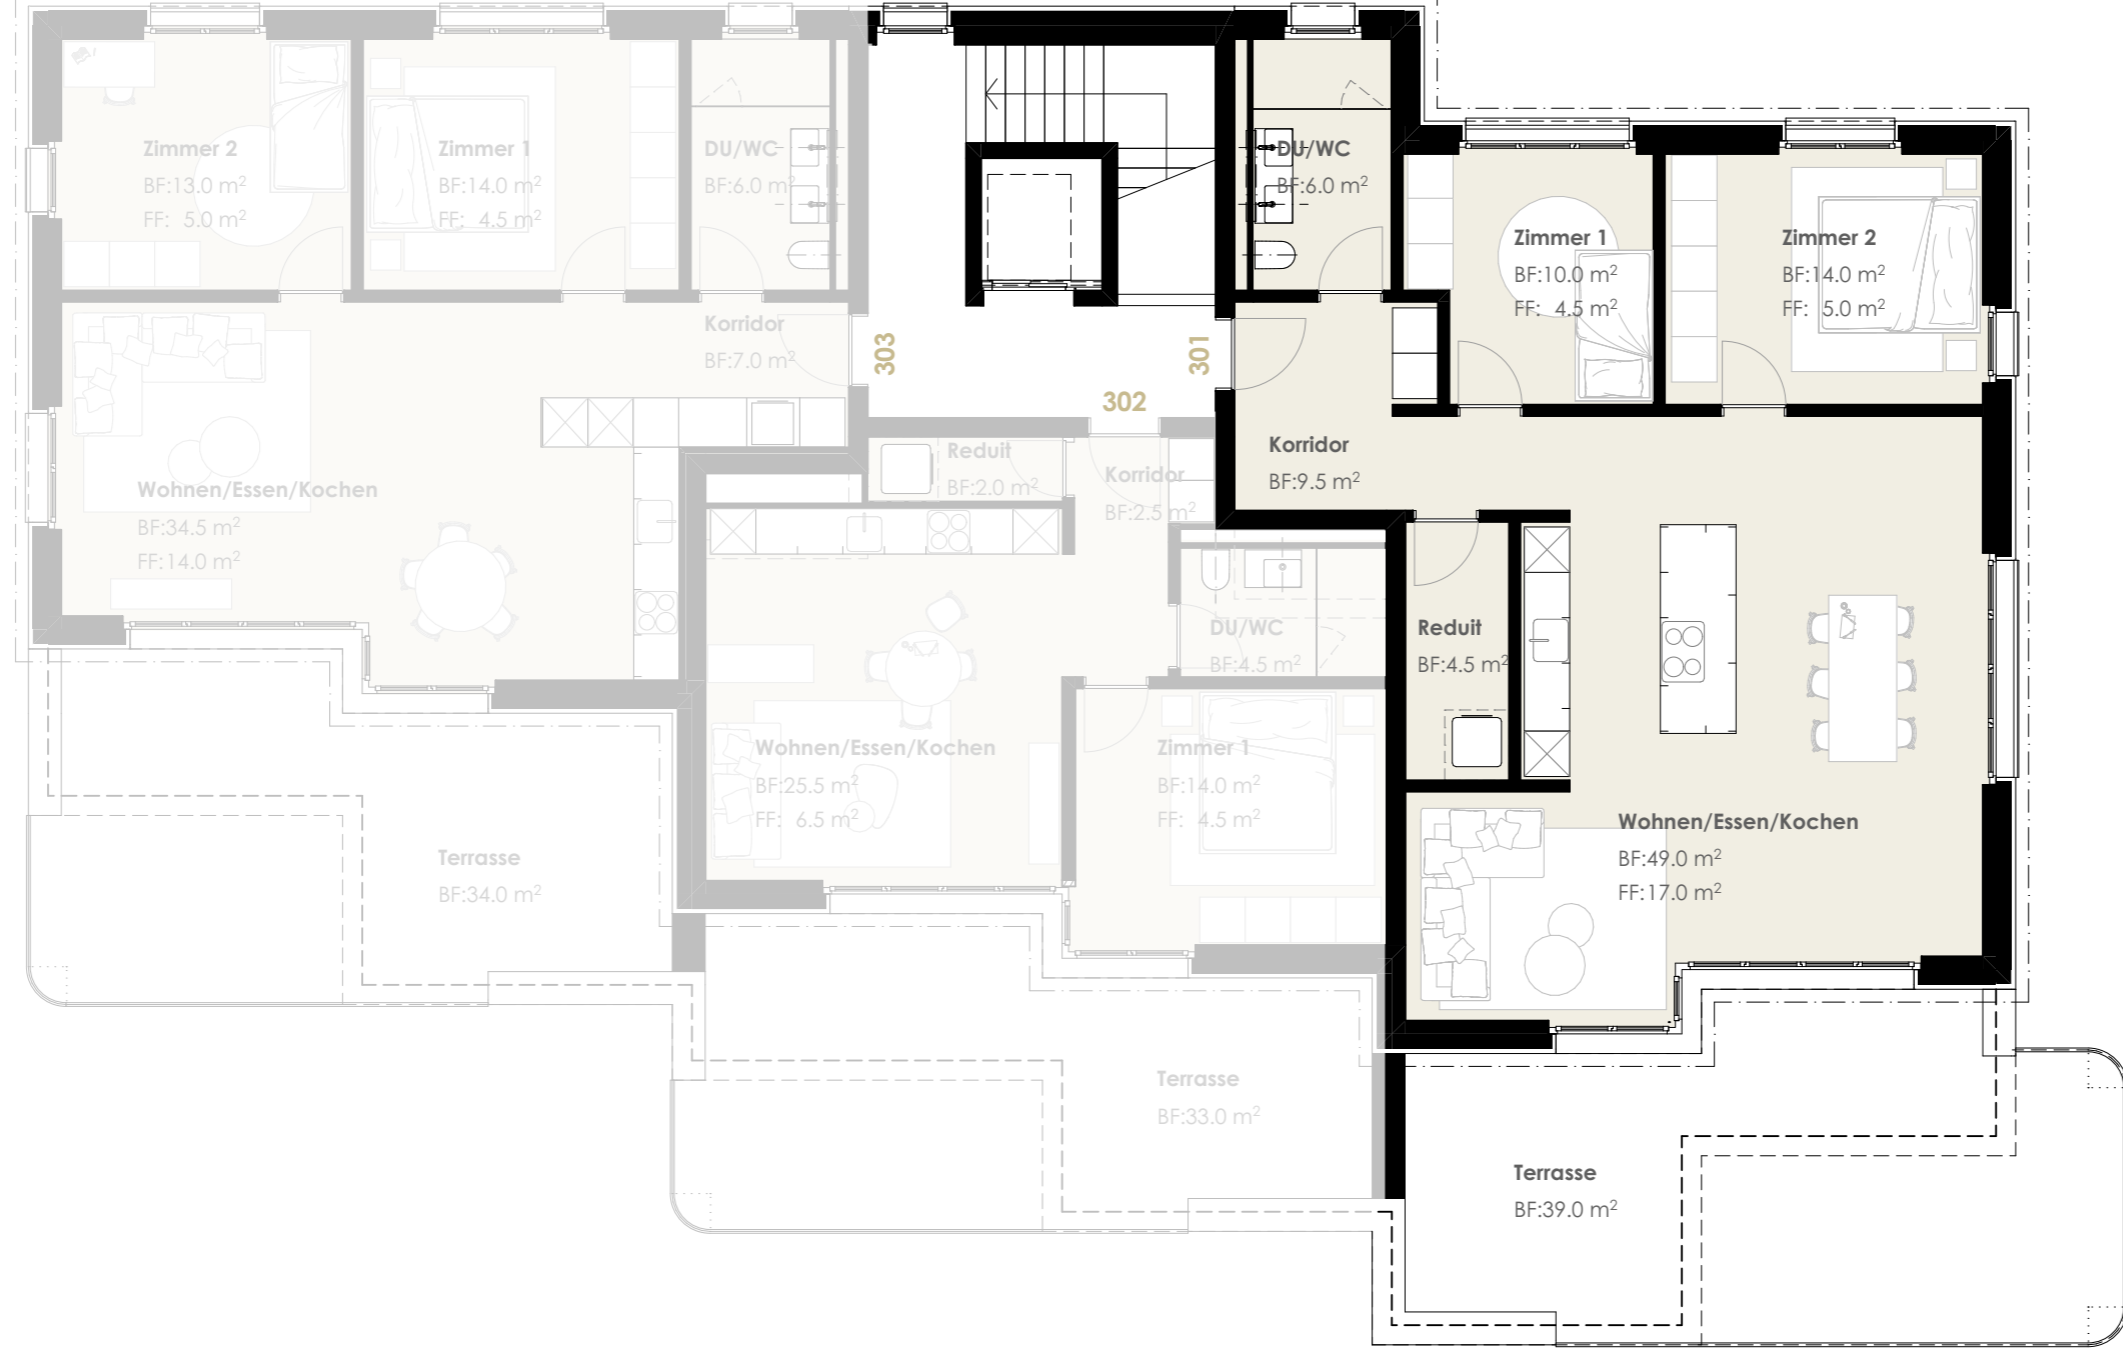 Zimmer 2
BF:13.0 m²
FF: 5.0 m²
Zimmer 1
BF:14.0 m²
FF: 4.5 m²
DU/WC
BF:6.0 m²
DU/WC
BF:6.0 m²
Zimmer 1
BF:10.0 m²
FF: 4.5 m²
Zimmer 2
BF:14.0 m²
FF: 5.0 m²
Korridor
BF:7.0 m²
303
301
302
Korridor
BF:9.5 m²
Reduit
BF:2.0 m²
Korridor
BF:2.5 m²
Wohnen/Essen/Kochen
BF:34.5 m²
FF:14.0 m²
DU/WC
BF:4.5 m²
Reduit
BF:4.5 m²
Wohnen/Essen/Kochen
BF:25.5 m²
FF: 6.5 m²
Zimmer 1
BF:14.0 m²
FF: 4.5 m²
Wohnen/Essen/Kochen
BF:49.0 m²
FF:17.0 m²
Terrasse
BF:34.0 m²
Terrasse
BF:33.0 m²
Terrasse
BF:39.0 m²